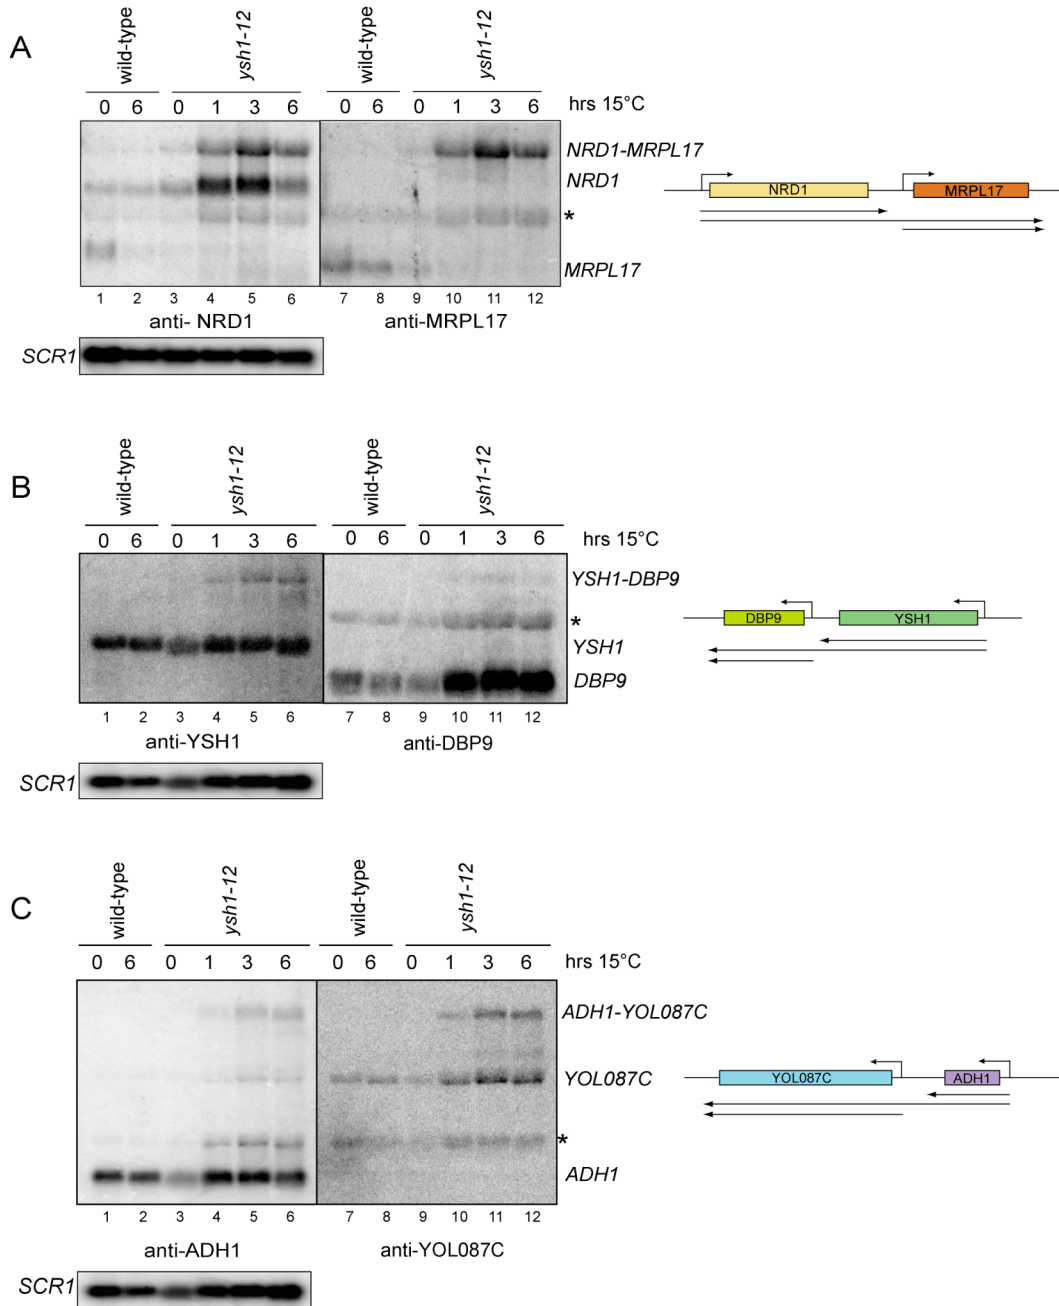 A
wild-type
ysh1-12
wild-type
ysh1-12
0 6 0 1 3 6 0 6 0 1 3 6 hrs 15°C
NRD1-MRPL17
NRD1
*
MRPL17
NRD1 MRPL17
1 2 3 4 5 6 7 8 9 10 11 12
anti- NRD1 anti-MRPL17
SCR1
B
wild-type
ysh1-12
wild-type
ysh1-12
0 6 0 1 3 6 0 6 0 1 3 6 hrs 15°C
YSH1-DBP9
*
YSH1
DBP9
DBP9 YSH1
1 2 3 4 5 6 7 8 9 10 11 12
anti-YSH1 anti-DBP9
SCR1
C
wild-type
ysh1-12
wild-type
ysh1-12
0 6 0 1 3 6 0 6 0 1 3 6 hrs 15°C
ADH1-YOL087C
YOL087C
*
ADH1
YOL087C ADH1
1 2 3 4 5 6 7 8 9 10 11 12
anti-ADH1 anti-YOL087C
SCR1